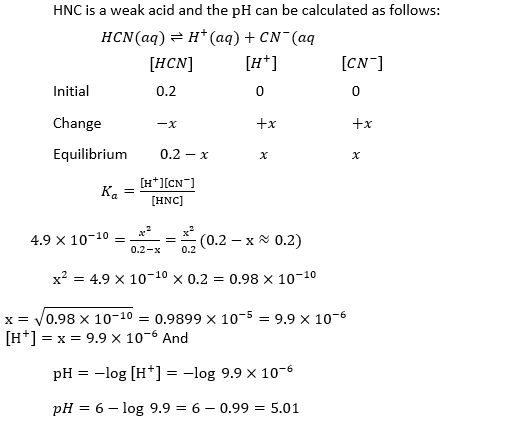 HNC is a weak acid and the pH can be calculated as follows:
HCN(aq) ⇌ H⁺(aq) + CN⁻(aq
[HCN] [H⁺] [CN⁻]
Initial 0.2 0 0
Change −x +x +x
Equilibrium 0.2 − x x x
Kₐ = [H⁺][CN⁻] / [HNC]
4.9 × 10⁻¹⁰ = x² / 0.2−x = x² / 0.2 (0.2 − x ≈ 0.2)
x² = 4.9 × 10⁻¹⁰ × 0.2 = 0.98 × 10⁻¹⁰
x = √0.98 × 10⁻¹⁰ = 0.9899 × 10⁻⁵ = 9.9 × 10⁻⁶
[H⁺] = x = 9.9 × 10⁻⁶ And
pH = −log [H⁺] = −log 9.9 × 10⁻⁶
pH = 6 − log 9.9 = 6 − 0.99 = 5.01